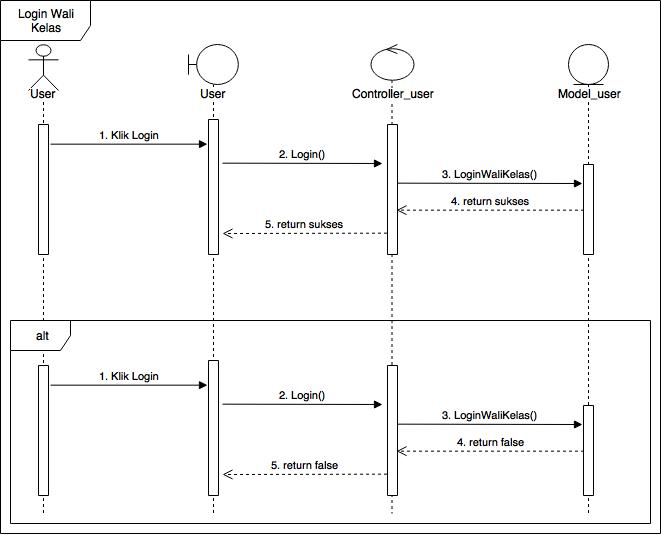 Login Wali
Kelas
User
User
Controller_user
Model_user
1. Klik Login
2. Login()
3. LoginWaliKelas()
4. return sukses
5. return sukses
alt
1. Klik Login
2. Login()
3. LoginWaliKelas()
4. return false
5. return false